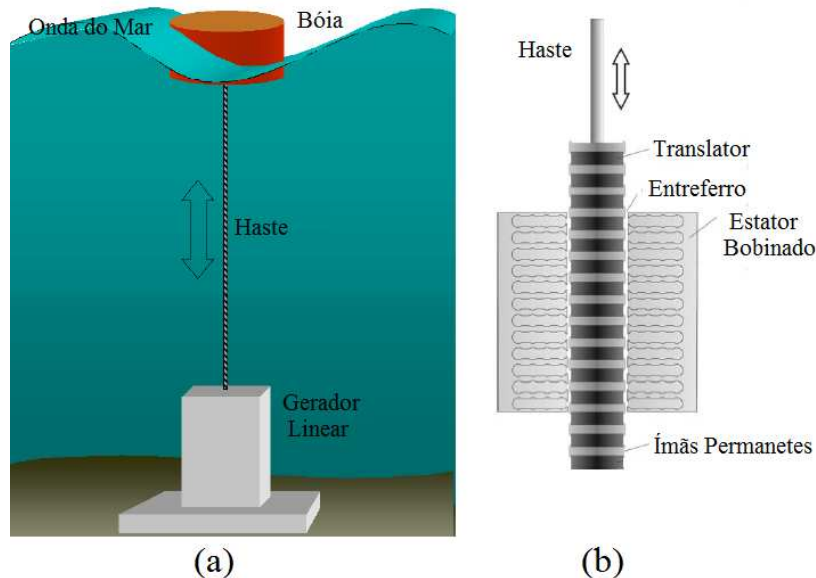 Onda do Mar
Bóia
Haste
Gerador
Linear
(a)
Haste
Translator
Entreferro
Estator
Bobinado
Ímãs Permanetes
(b)